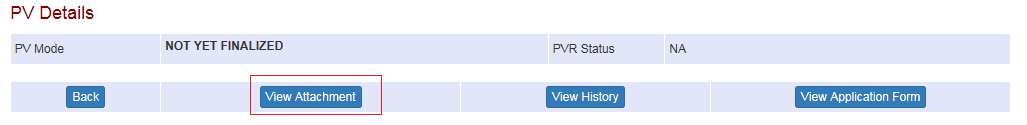 PV Details
PV Mode NOT YET FINALIZED PVR Status NA
Back View Attachment View History View Application Form